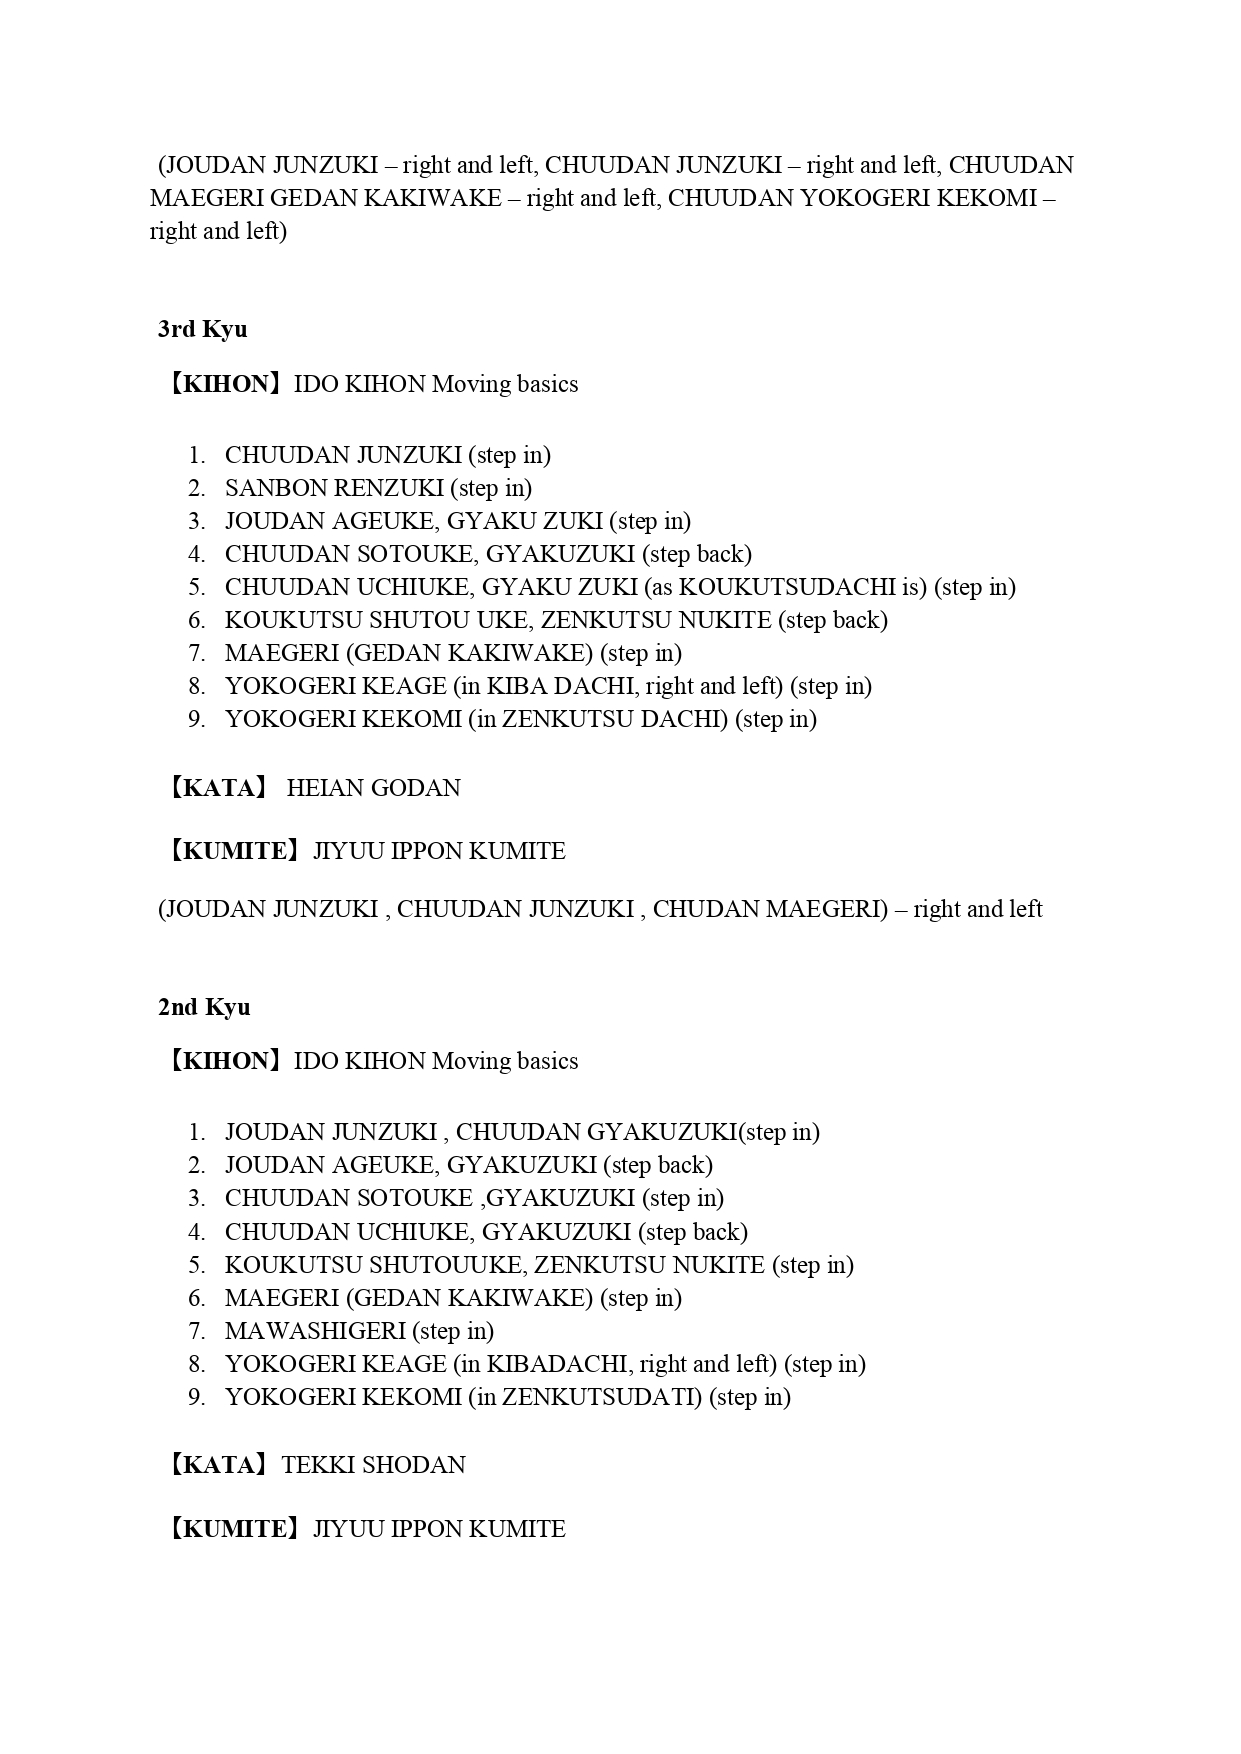 (JOUDAN JUNZUKI – right and left, CHUUDAN JUNZUKI – right and left, CHUUDAN
MAEGERI GEDAN KAKIWAKE – right and left, CHUUDAN YOKOGERI KEKOMI –
right and left)
3rd Kyu
【KIHON】IDO KIHON Moving basics
1. CHUUDAN JUNZUKI (step in)
2. SANBON RENZUKI (step in)
3. JOUDAN AGEUKE, GYAKU ZUKI (step in)
4. CHUUDAN SOTOUKE, GYAKUZUKI (step back)
5. CHUUDAN UCHIUKE, GYAKU ZUKI (as KOUKUTSUDACHI is) (step in)
6. KOUKUTSU SHUTOU UKE, ZENKUTSU NUKITE (step back)
7. MAEGERI (GEDAN KAKIWAKE) (step in)
8. YOKOGERI KEAGE (in KIBA DACHI, right and left) (step in)
9. YOKOGERI KEKOMI (in ZENKUTSU DACHI) (step in)
【KATA】 HEIAN GODAN
【KUMITE】JIYUU IPPON KUMITE
(JOUDAN JUNZUKI , CHUUDAN JUNZUKI , CHUDAN MAEGERI) – right and left
2nd Kyu
【KIHON】IDO KIHON Moving basics
1. JOUDAN JUNZUKI , CHUUDAN GYAKUZUKI(step in)
2. JOUDAN AGEUKE, GYAKUZUKI (step back)
3. CHUUDAN SOTOUKE ,GYAKUZUKI (step in)
4. CHUUDAN UCHIUKE, GYAKUZUKI (step back)
5. KOUKUTSU SHUTOUUKE, ZENKUTSU NUKITE (step in)
6. MAEGERI (GEDAN KAKIWAKE) (step in)
7. MAWASHIGERI (step in)
8. YOKOGERI KEAGE (in KIBADACHI, right and left) (step in)
9. YOKOGERI KEKOMI (in ZENKUTSUDATI) (step in)
【KATA】TEKKI SHODAN
【KUMITE】JIYUU IPPON KUMITE